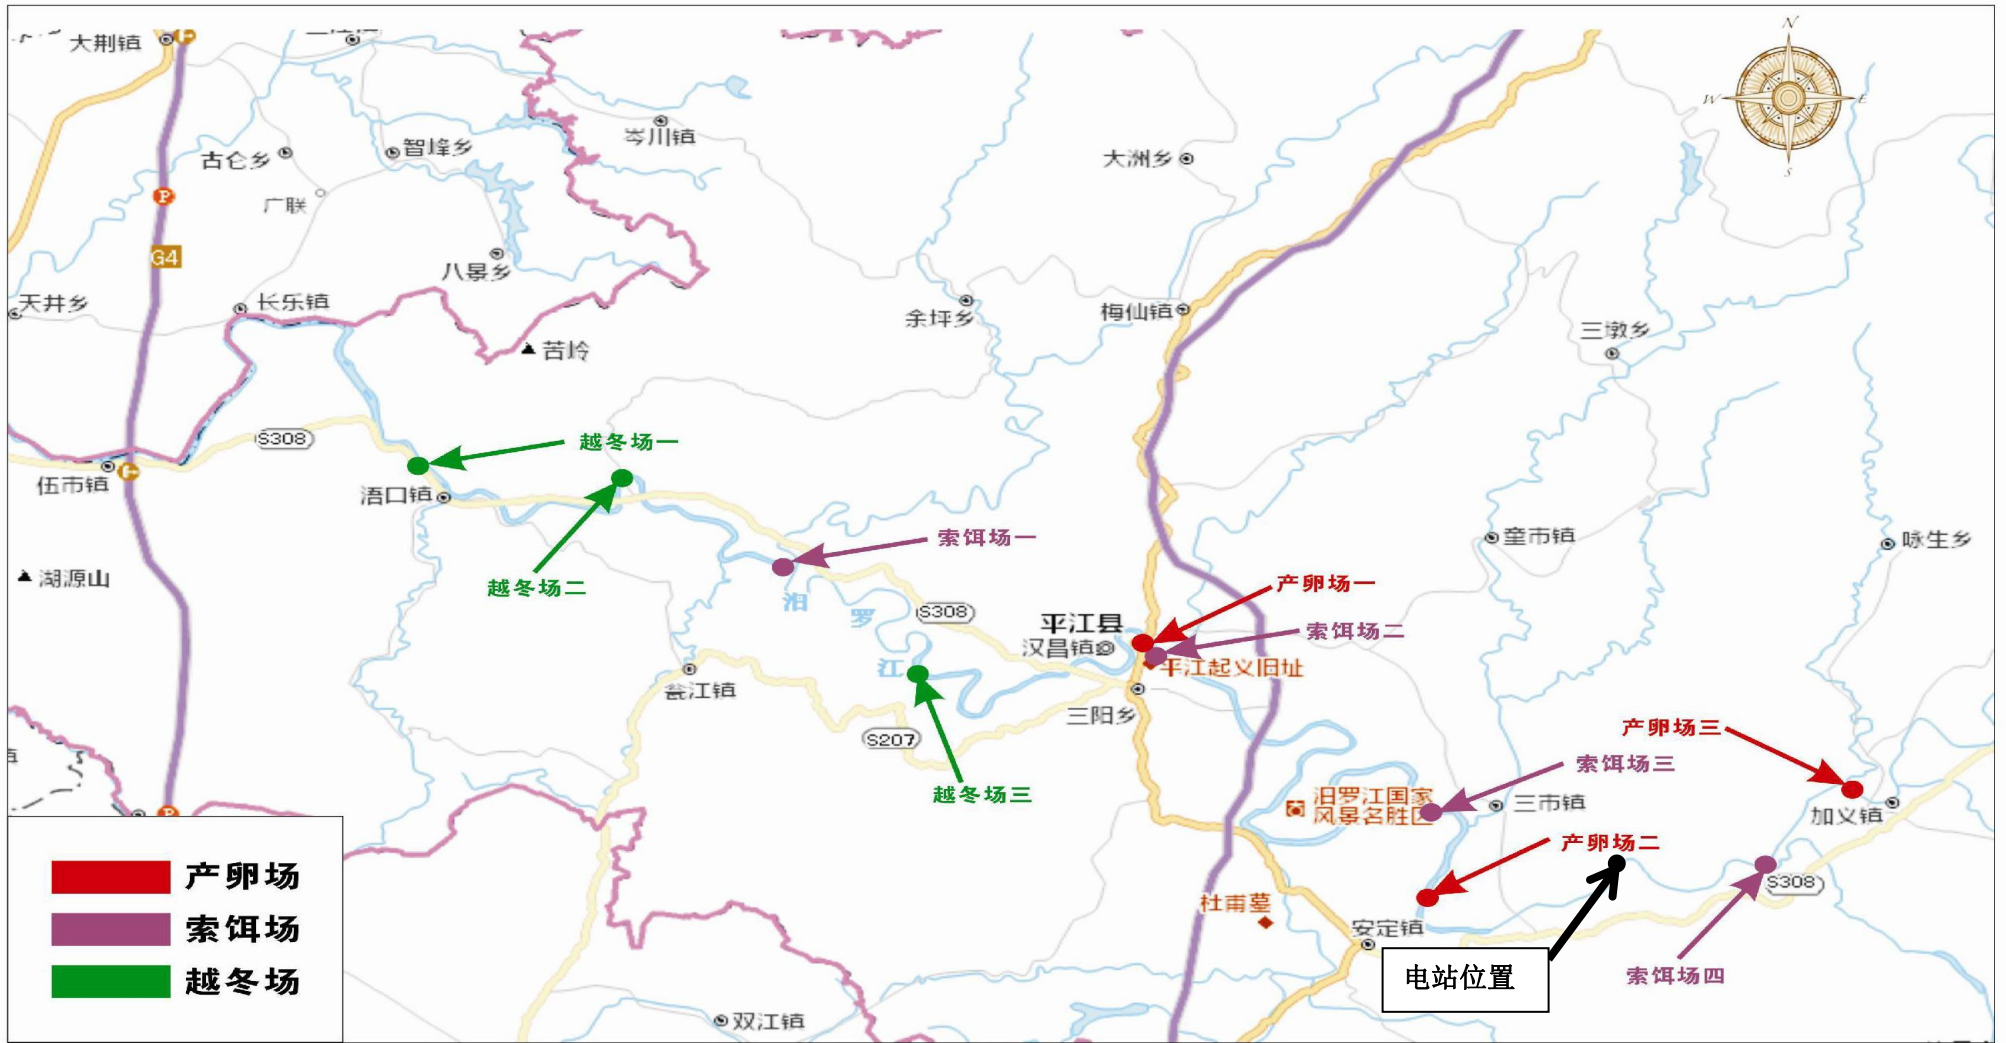 N
W
E
S
大荆镇
岑川镇
智峰乡
古仑乡
广联
大洲乡
P
G4
八景乡
天井乡
长乐镇
余坪乡
梅仙镇
三墩乡
苦岭
S308
越冬场一
伍市镇
浯口镇
索饵场一
童市镇
咏生乡
湖源山
越冬场二
产卵场一
汨
罗
江
S308
平江县
汉昌镇
索饵场二
平江起义旧址
瓮江镇
三阳乡
S207
产卵场三
索饵场三
越冬场三
汨罗江国家
风景名胜区
三市镇
加义镇
P
产卵场二
产卵场
S308
杜甫墓
索饵场
安定镇
电站位置
索饵场四
越冬场
双江镇